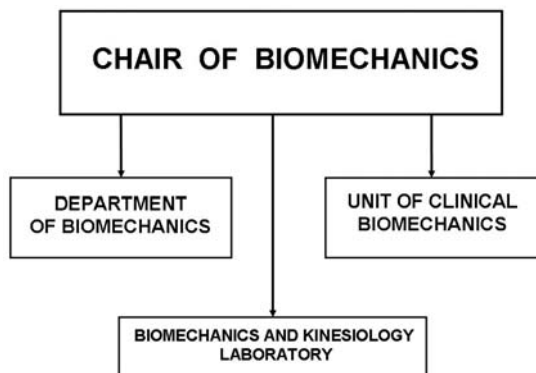 CHAIR OF BIOMECHANICS
DEPARTMENT
OF BIOMECHANICS
UNIT OF CLINICAL
BIOMECHANICS
BIOMECHANICS AND KINESIOLOGY
LABORATORY